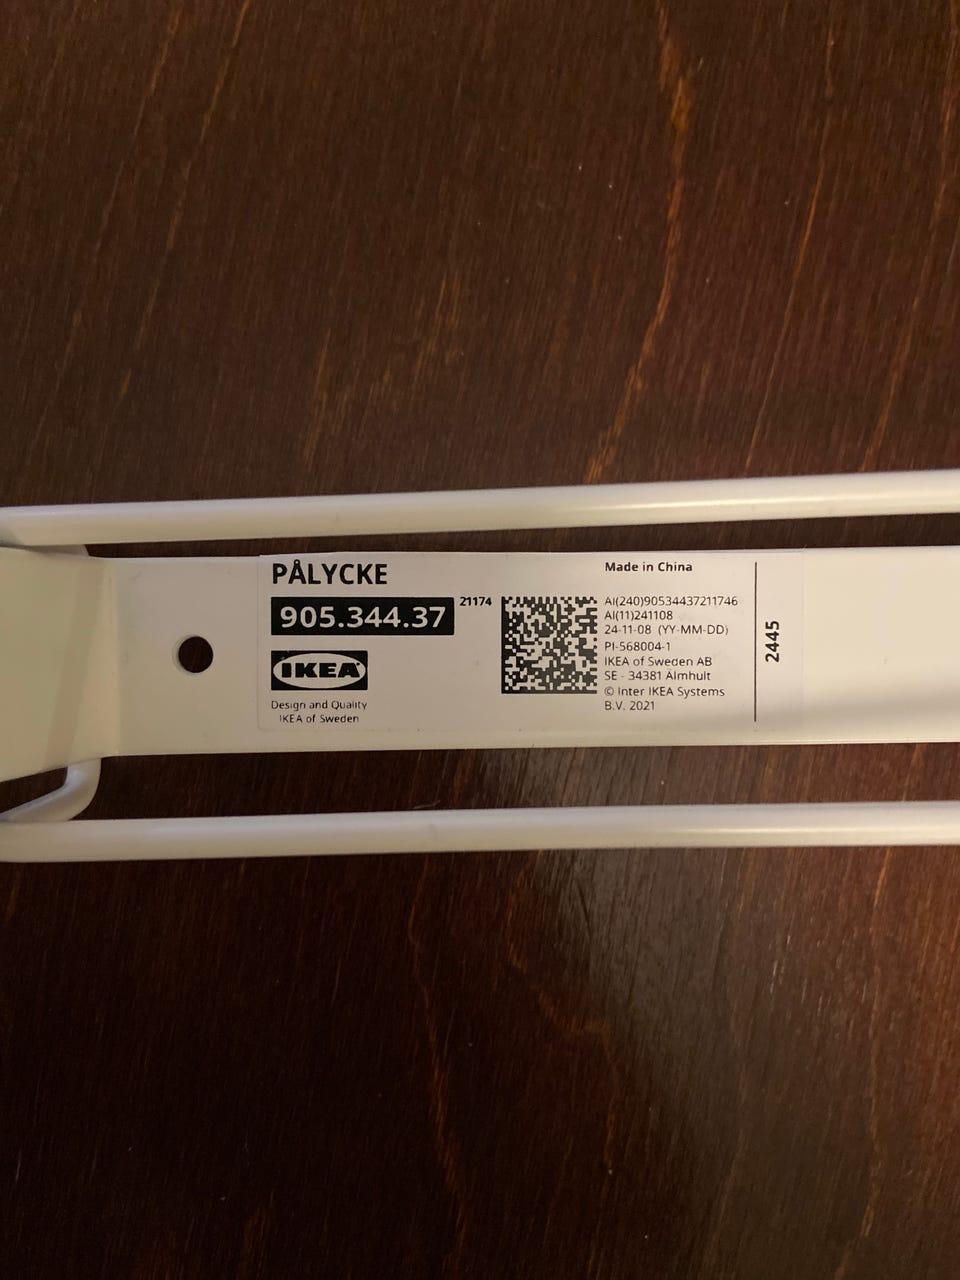 PÅLYCKE
905.344.37
21174
IKEA
Design and Quality
IKEA of Sweden
Made in China
AI(240)90534437211746
AI(11)241108
24-11-08 (YY-MM-DD)
PI-568004-1
IKEA of Sweden AB
SE - 34381 Älmhult
© Inter IKEA Systems
B.V. 2021
2445